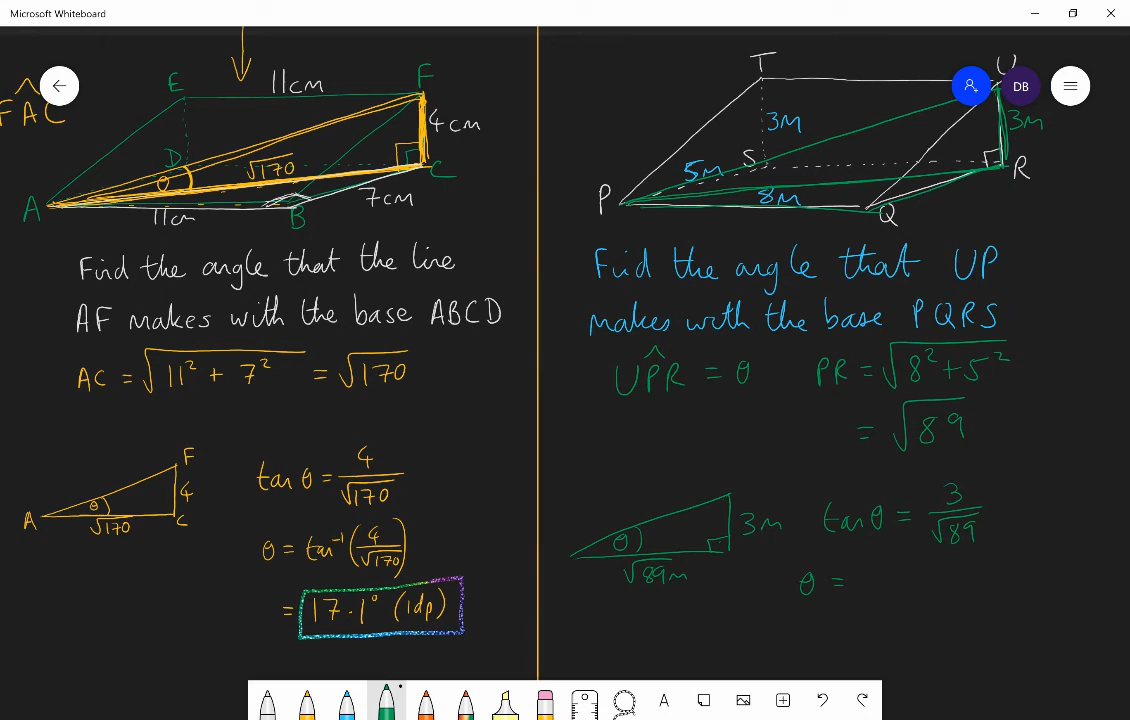 Microsoft Whiteboard
FÂC
E
11cm
F
4cm
D
θ
√170
C
A
11cm
B
7cm
Find the angle that the line
AF makes with the base ABCD
AC = √11² + 7² = √170
F
A
θ
4
√170
C
tan θ = 4/√170
θ = tan⁻¹(4/√170)
= 17.1° (1dp)
T
U
DB
3M
3M
S
5M
R
P
8M
Q
Find the angle that UP
makes with the base PQRS
UP̂R = θ
PR = √8² + 5²
= √89
θ
3M
√89m
tanθ = 3/√89
θ =
A